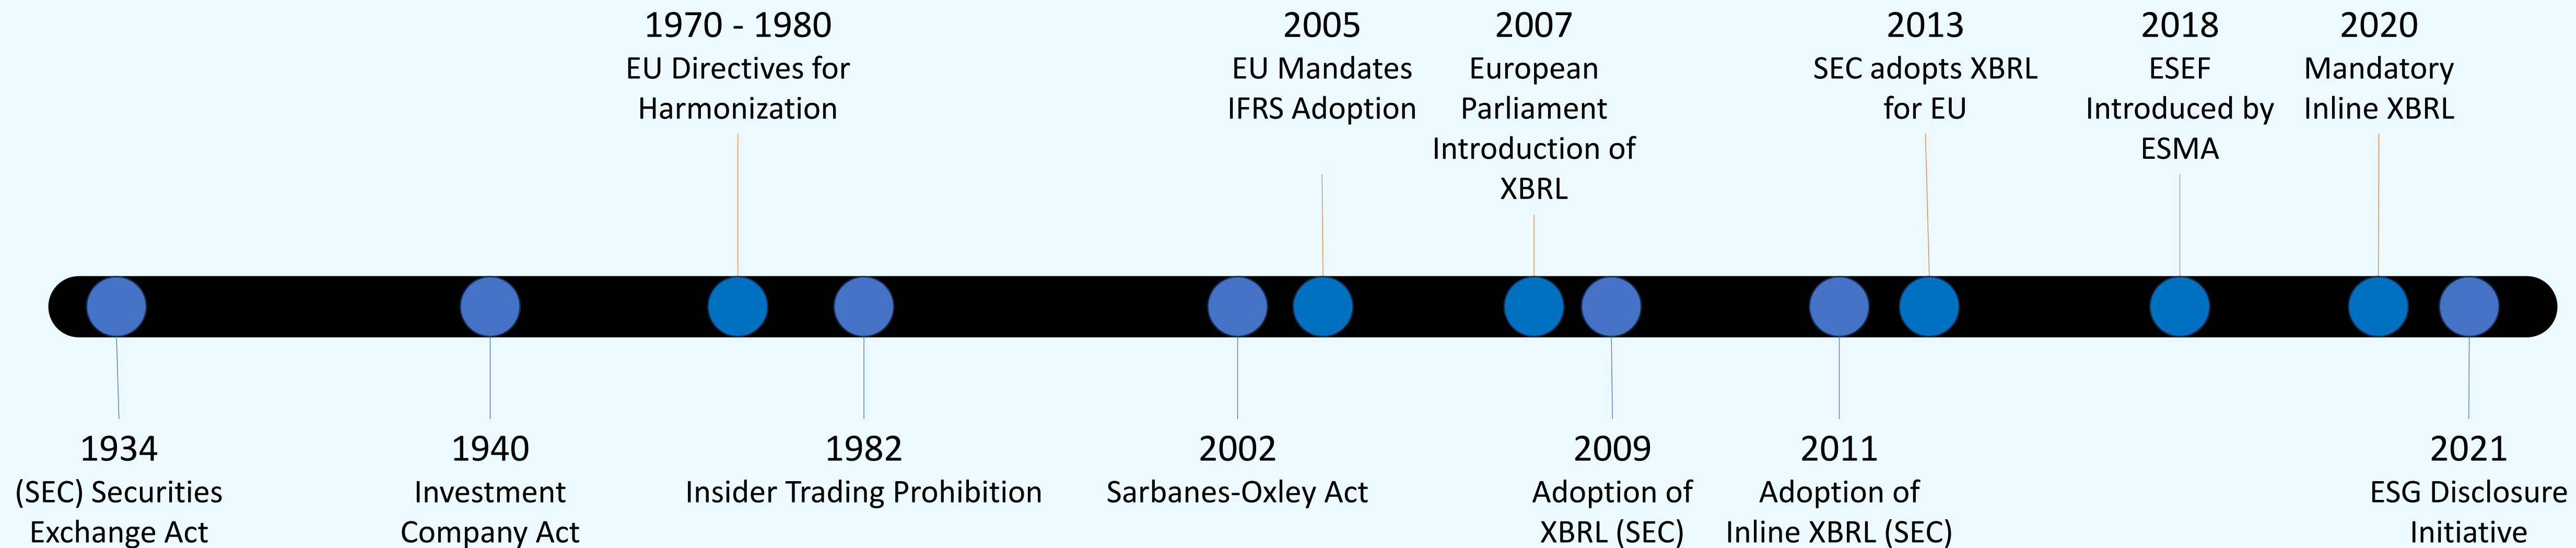 1970 - 1980
EU Directives for
Harmonization
2005
EU Mandates
IFRS Adoption
2007
European
Parliament
Introduction of
XBRL
2013
SEC adopts XBRL
for EU
2018
ESEF
Introduced by
ESMA
2020
Mandatory
Inline XBRL
1934
(SEC) Securities
Exchange Act
1940
Investment
Company Act
1982
Insider Trading Prohibition
2002
Sarbanes-Oxley Act
2009
Adoption of
XBRL (SEC)
2011
Adoption of
Inline XBRL (SEC)
2021
ESG Disclosure
Initiative